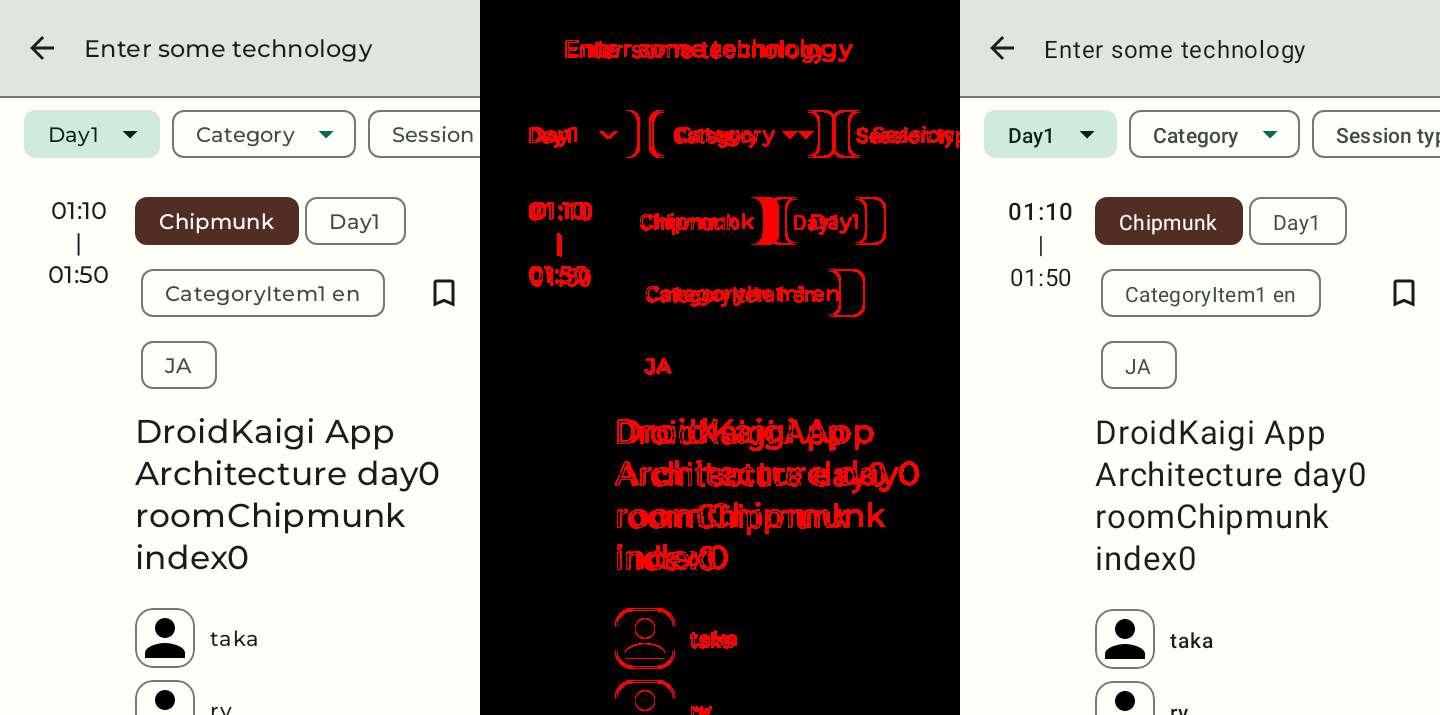 Enter some technology
Day1
Category
Session
01:10
|
01:50
Chipmunk
Day1
CategoryItem1 en
JA
DroidKaigi App
Architecture day0
roomChipmunk
index0
taka
ry
Enter some technology
Day1
Category
01:10
01:50
Chipmunk
Day1
CategoryItem1 en
JA
DroidKaigi App
Architecture day0
roomChipmunk
index0
taka
Enter some technology
Day1
Category
Session typ
01:10
|
01:50
Chipmunk
Day1
CategoryItem1 en
JA
DroidKaigi App
Architecture day0
roomChipmunk
index0
taka
ry